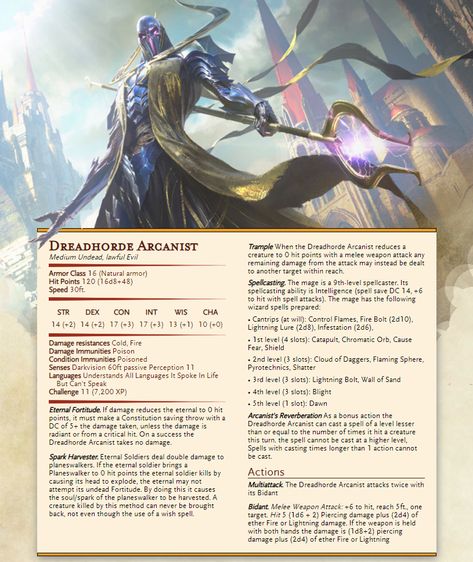 DREADHORDE ARCANIST
Medium Undead, lawful Evil
Armor Class 16 (Natural armor)
Hit Points 120 (16d8+48)
Speed 30ft.
STR DEX CON INT WIS CHA
14 (+2) 14 (+2) 17 (+3) 17 (+3) 13 (+1) 10 (+0)
Damage resistances Cold, Fire
Damage Immunities Poison
Condition Immunities Poisoned
Senses Darkvision 60ft passive Perception 11
Languages Understands All Languages It Spoke In Life
But Can't Speak
Challenge 11 (7,200 XP)
Eternal Fortitude. If damage reduces the eternal to 0 hit
points, it must make a Constitution saving throw with a
DC of 5+ the damage taken, unless the damage is
radiant or from a critical hit. On a success the
Dreadhorde Arcanist takes no damage.
Spark Harvester. Eternal Soldiers deal double damage to
planeswalkers. If the eternal soldier brings a
Planeswalker to 0 hit points the eternal soldier kills by
causing its head to explode, the eternal may not
attempt its undead Fortitude. By doing this it causes
the soul/spark of the planeswalker to be harvested. A
creature killed by this method can never be brought
back, not even though the use of a wish spell.
Trample When the Dreadhorde Arcanist reduces a
creature to 0 hit points with a melee weapon attack any
remaining damage from the attack may instead be dealt
to another target within reach.
Spellcasting. The mage is a 9th-level spellcaster. Its
spellcasting ability is Intelligence (spell save DC 14, +6
to hit with spell attacks). The mage has the following
wizard spells prepared:
• Cantrips (at will): Control Flames, Fire Bolt (2d10),
Lightning Lure (2d8), Infestation (2d6),
• 1st level (4 slots): Catapult, Chromatic Orb, Cause
Fear, Shield
• 2nd level (3 slots): Cloud of Daggers, Flaming Sphere,
Pyrotechnics, Shatter
• 3rd level (3 slots): Lightning Bolt, Wall of Sand
• 4th level (3 slots): Blight
• 5th level (1 slot): Dawn
Arcanist's Reverberation As a bonus action the
Dreadhorde Arcanist can cast a spell of a level lesser
than or equal to the number of times it hit a creature
this turn. the spell cannot be cast at a higher level,
Spells with casting times longer than 1 action cannot
be cast.
Actions
Multiattack. The Dreadhorde Arcanist attacks twice with
its Bidant
Bidant. Melee Weapon Attack: +6 to hit, reach 5ft., one
target. Hit 5 (1d6 + 2) Piercing damage plus (2d4) of
ether Fire or Lightning damage. If the weapon is held
with both hands the damage is (1d8+2) piercing
damage plus (2d4) of ether Fire or Lightning